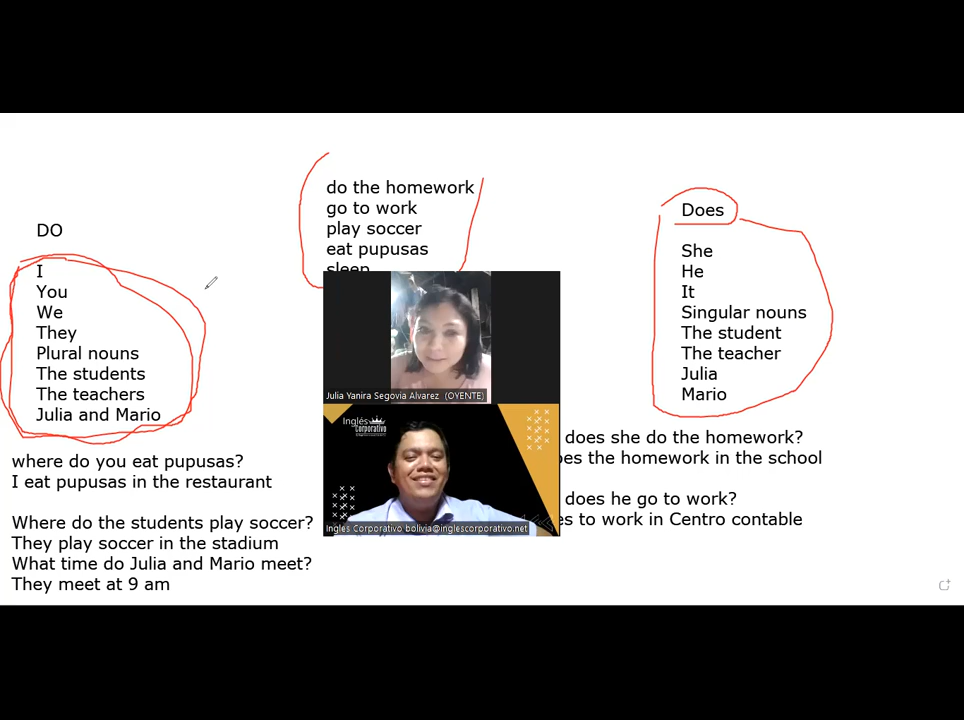 do the homework
go to work
play soccer
eat pupusas
sleep
DO
I
You
We
They
Plural nouns
The students
The teachers
Julia and Mario
where do you eat pupusas?
I eat pupusas in the restaurant
Where do the students play soccer?
They play soccer in the stadium
What time do Julia and Mario meet?
They meet at 9 am
Julia Yanira Segovia Alvarez (OYENTE)
Inglés
Corporativo
Ingles Corporativo bolivia@inglescorporativo.net
Does
She
He
It
Singular nouns
The student
The teacher
Julia
Mario
does she do the homework?
the homework in the school
does he go to work?
to work in Centro contable